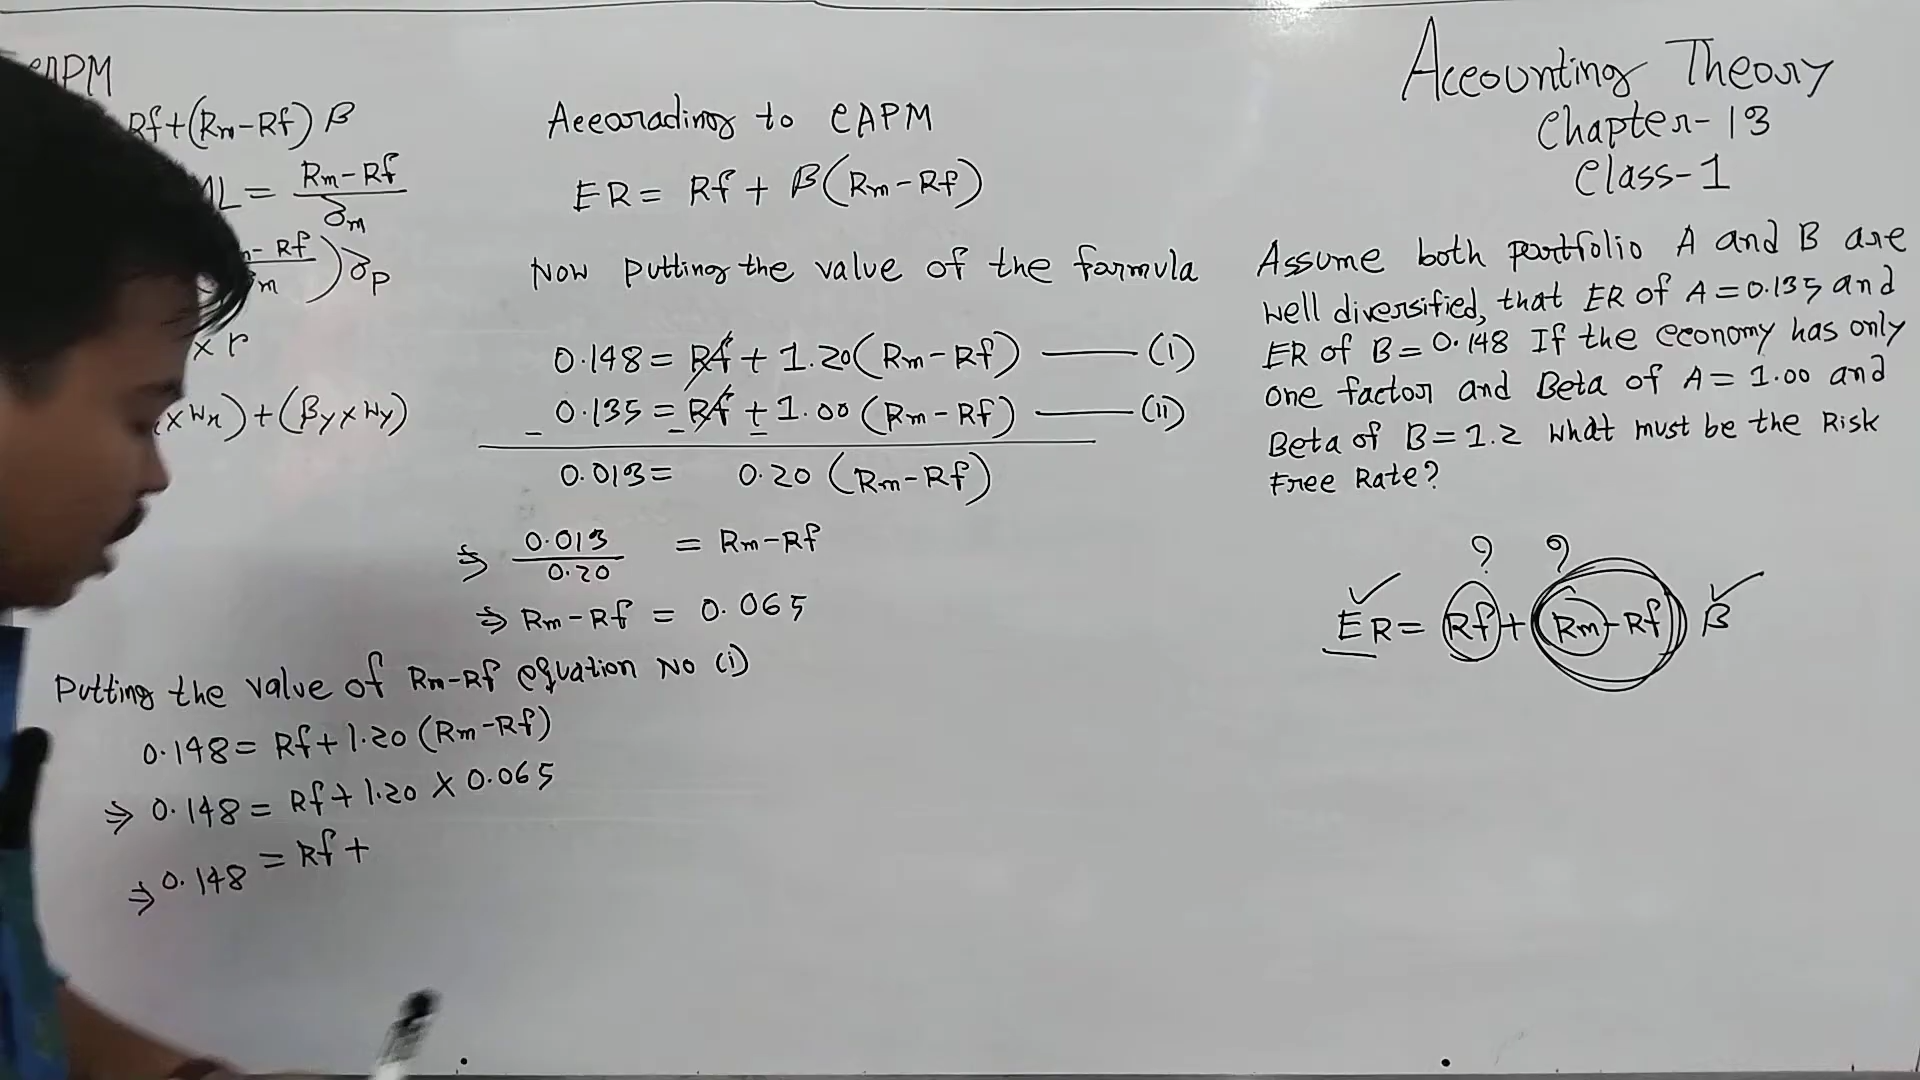 CAPM
Rf+(Rm-Rf) β
ML = Rm-Rf
σm
m-Rf
m ) σp
x r
x Wx) + (βy x Wy)
Aeeoarading to CAPM
ER = Rf + β(Rm-Rf)
Now putting the value of the formula
0.148 = Rf + 1.20(Rm-Rf) —— (i)
0.135 = Rf + 1.00 (Rm-Rf) —— (ii)
- - -
0.013 = 0.20 (Rm-Rf)
⇒ 0.013 = Rm-Rf
0.20
⇒ Rm-Rf = 0.065
Putting the value of Rm-Rf equation No (i)
0.148 = Rf + 1.20 (Rm-Rf)
⇒ 0.148 = Rf + 1.20 X 0.065
⇒ 0.148 = Rf +
Accounting Theory
Chapter-13
Class-1
Assume both portfolio A and B are
well diversified, that ER of A = 0.135 and
ER of B = 0.148 If the economy has only
one factor and Beta of A = 1.00 and
Beta of B = 1.2 What must be the Risk
Free Rate?
? ?
ER = Rf + (Rm-Rf) β